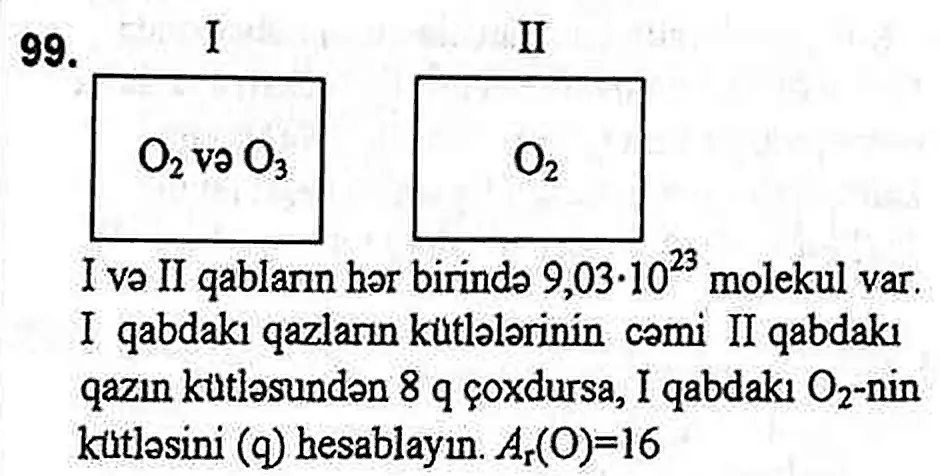 99.
I II
O₂ və O₃ O₂
I və II qabların hər birində 9,03·10²³ molekul var.
I qabdakı qazların kütlələrinin cəmi II qabdakı
qazın kütləsundən 8 q çoxdursa, I qabdakı O₂-nin
kütləsini (q) hesablayın. Aᵣ(O)=16